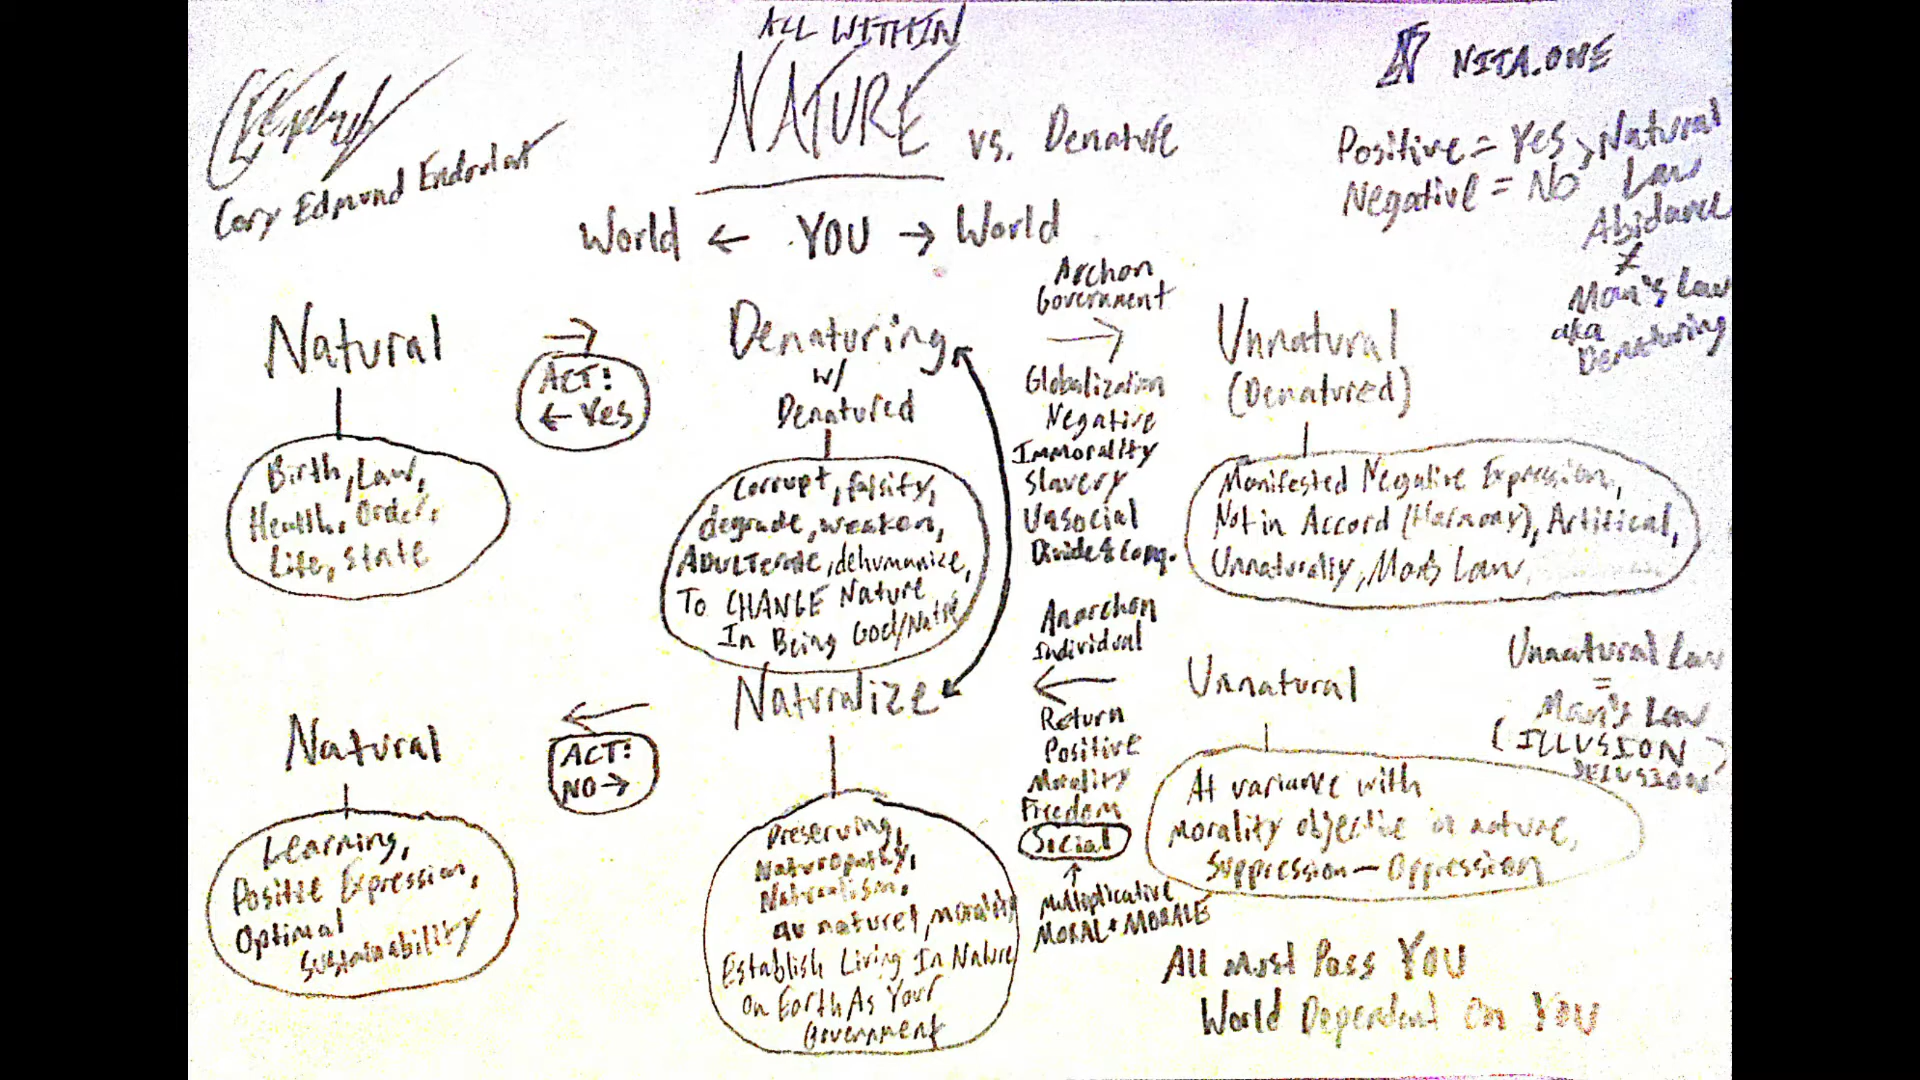 ALL WITHIN
NATURE vs. Denature
Cory Edmund
NITA.ONE
Positive = Yes > Natural
Negative = No Law
Abidance
≠
Man's Law
aka
Denaturing
World ← YOU → World
Natural
→
ACT:
← Yes
Birth, Law,
Health, Order,
Life, State
Denaturing
w/
Denatured
Corrupt, falsify,
degrade, weaken,
ADULTerate, dehumanize,
To CHANGE Nature
In Being God/Natre
Archon
Government
→
Globalization
Negative
Immorality
Slavery
Unsocial
Divide & Conq.
Unnatural
(Denatured)
Manifested Negative Expression,
Not in Accord (Harmony), Artifical,
Unnaturally, Man's Law
Natural
←
ACT:
NO →
Learning,
Positive Expression,
Optimal
Sustainability
Naturalize
Preserving,
Naturopathy,
Naturalism,
au naturel, morality
Establish Living In Nature
On Earth As Your
Government
Anarchon
Individual
←
Return
Positive
Morality
Freedom
Social
↑
Multiplicative
MORAL + MORALE
Unnatural
At variance with
Morality objective in nature,
Suppression - Oppression
Unnatural Law
=
Man's Law
(ILLUSION
DELUSION)
All Must Pass YOU
World Dependent On YOU